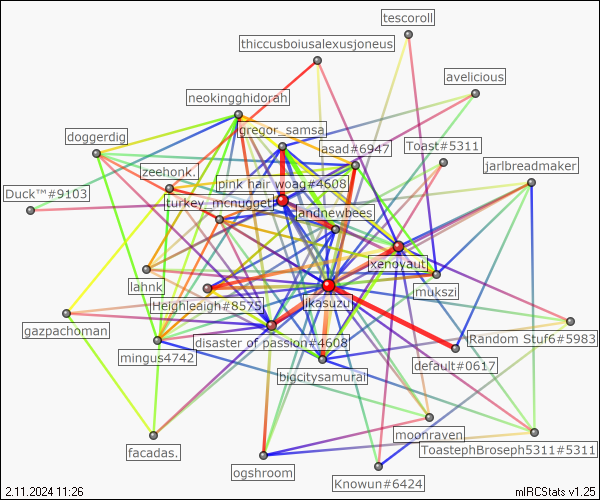 tescoroll
thiccusboiusalexusjoneus
avelicious
neokingghidorah
gregor_samsa
doggerdig
asad#6947
Toast#5311
zeehonk.
jarlbreadmaker
pink hair woag#4608
Duck™#9103
turkey_mcnugget
andnewbees
xenoyaut
lahnk
mukszi
Heighleaigh#8575
ikasuzu
gazpachoman
Random Stuf6#5983
disaster of passion#4608
mingus4742
default#0617
bigcitysamurai
moonraven
facadas.
ToastephBroseph5311#5311
ogshroom
Knowun#6424
2.11.2024 11:26
mIRCStats v1.25